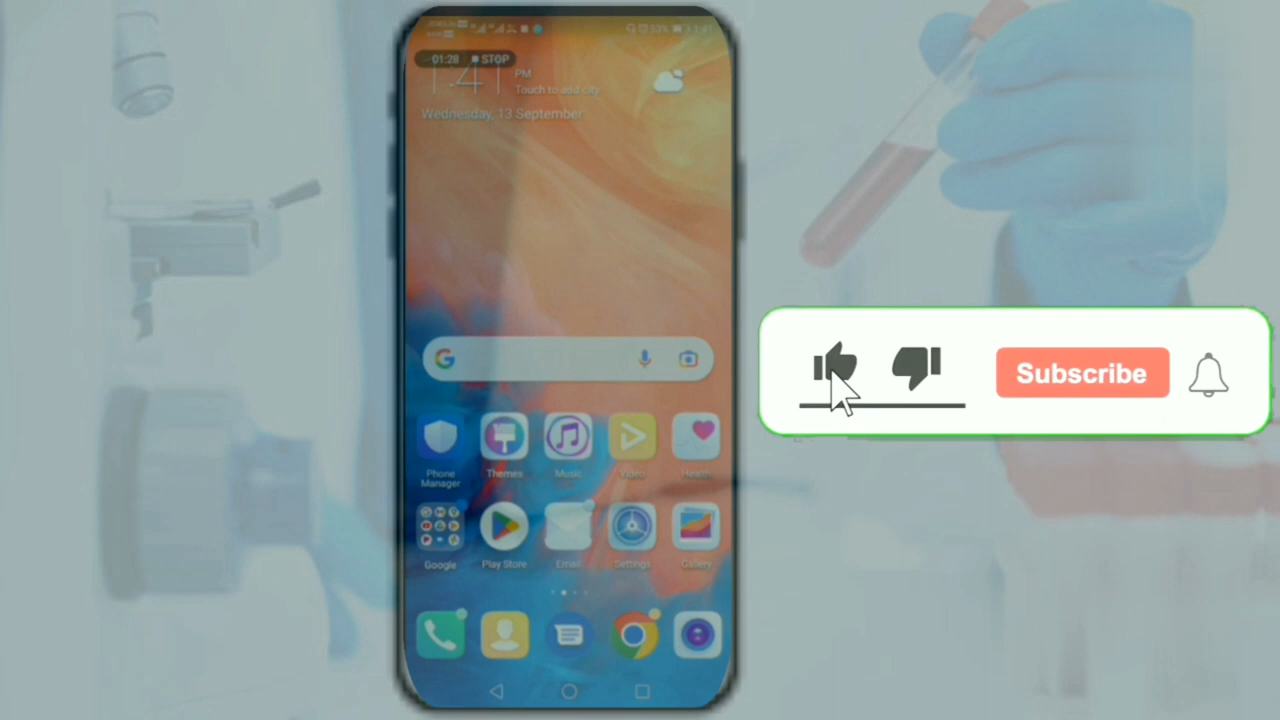 53%
01:28 STOP
PM
Touch to add city
Wednesday, 13 September
Subscribe
Phone Manager
Themes
Music
Video
Health
Google
Play Store
Email
Settings
Gallery